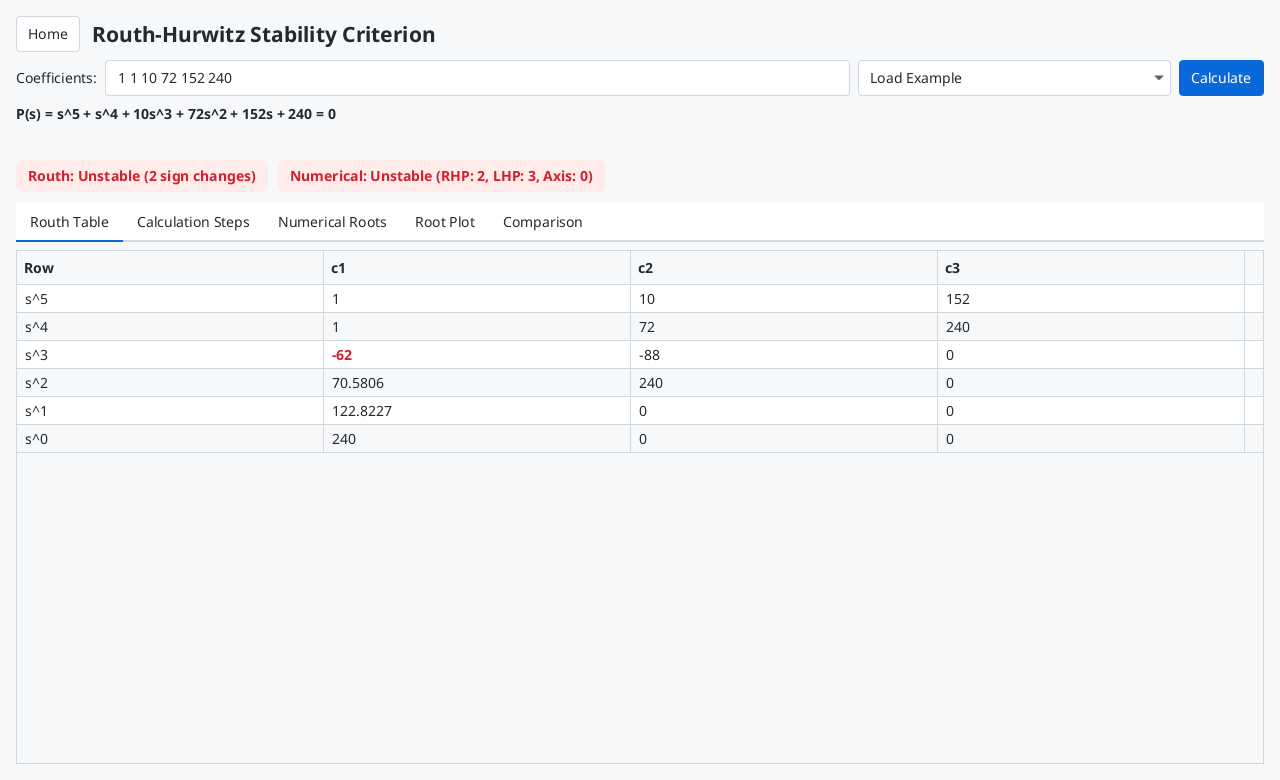 Home Routh-Hurwitz Stability Criterion
Coefficients: 1 1 10 72 152 240 Load Example Calculate
P(s) = s^5 + s^4 + 10s^3 + 72s^2 + 152s + 240 = 0
Routh: Unstable (2 sign changes) Numerical: Unstable (RHP: 2, LHP: 3, Axis: 0)
Routh Table Calculation Steps Numerical Roots Root Plot Comparison
Row c1 c2 c3
s^5 1 10 152
s^4 1 72 240
s^3 -62 -88 0
s^2 70.5806 240 0
s^1 122.8227 0 0
s^0 240 0 0